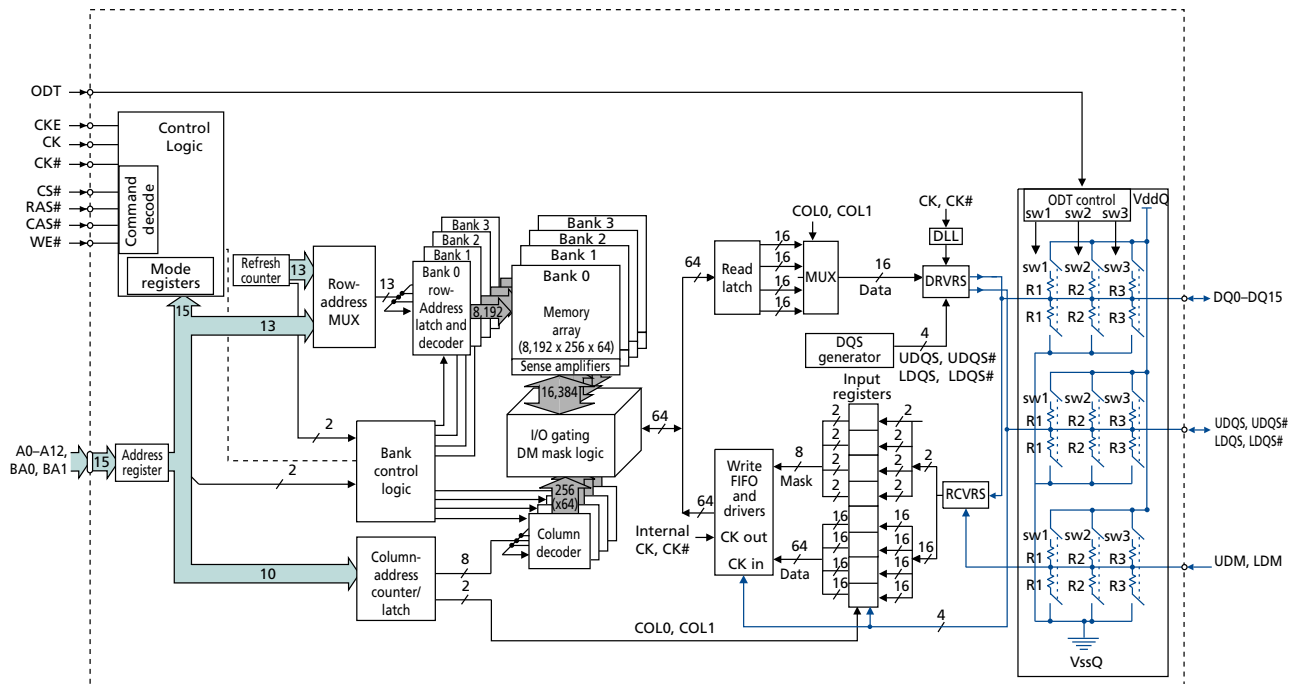 ODT
CKE
CK
CK#
CS#
RAS#
CAS#
WE#
Control
Logic
Command
decode
Mode
registers
15
Refresh
counter
13
13
Row-
address
MUX
13
Bank 3
Bank 2
Bank 1
Bank 0
row-
Address
latch and
decoder
8,192
Bank 3
Bank 2
Bank 1
Bank 0
Memory
array
(8,192 x 256 x 64)
Sense amplifiers
16,384
I/O gating
DM mask logic
256
(x64)
Column
decoder
2
2
Bank
control
logic
A0–A12,
BA0, BA1
15
Address
register
10
Column-
address
counter/
latch
8
2
COL0, COL1
64
64
64
Read
latch
16
16
16
16
COL0, COL1
MUX
16
Data
CK, CK#
DLL
DRVRS
DQS
generator
4
UDQS, UDQS#
LDQS, LDQS#
Input
registers
2
2
2
2
2
2
2
2
2
8
Mask
Write
FIFO
and
drivers
CK out
CK in
Internal
CK, CK#
64
Data
16
16
16
16
16
16
16
16
16
RCVRS
4
ODT control
VddQ
sw1 sw2 sw3
sw1 sw2 sw3
R1 R2 R3
R1 R2 R3
DQ0–DQ15
sw1 sw2 sw3
R1 R2 R3
R1 R2 R3
UDQS, UDQS#
LDQS, LDQS#
sw1 sw2 sw3
R1 R2 R3
R1 R2 R3
UDM, LDM
VssQ